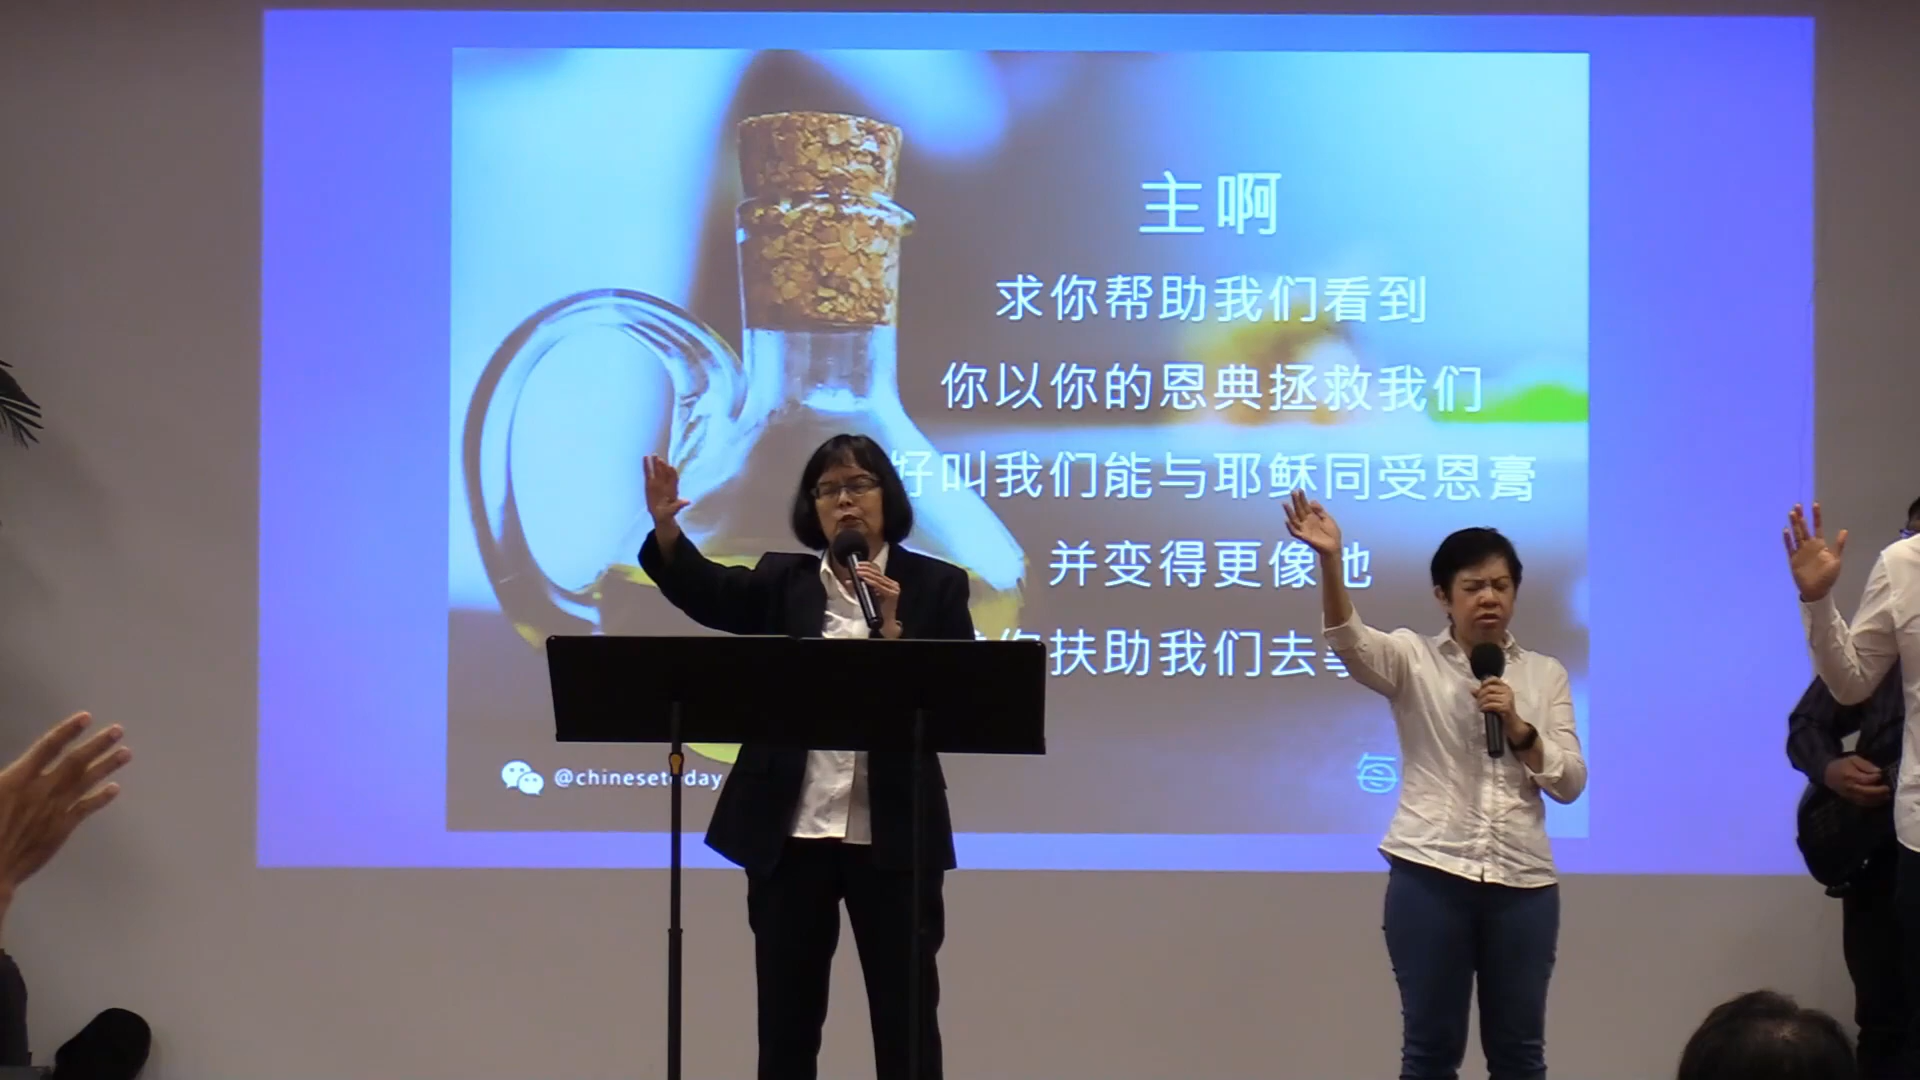 主啊
求你帮助我们看到
你以你的恩典拯救我们
好叫我们能与耶稣同受恩膏
并变得更像他
扶助我们去
@chinesetoday
每